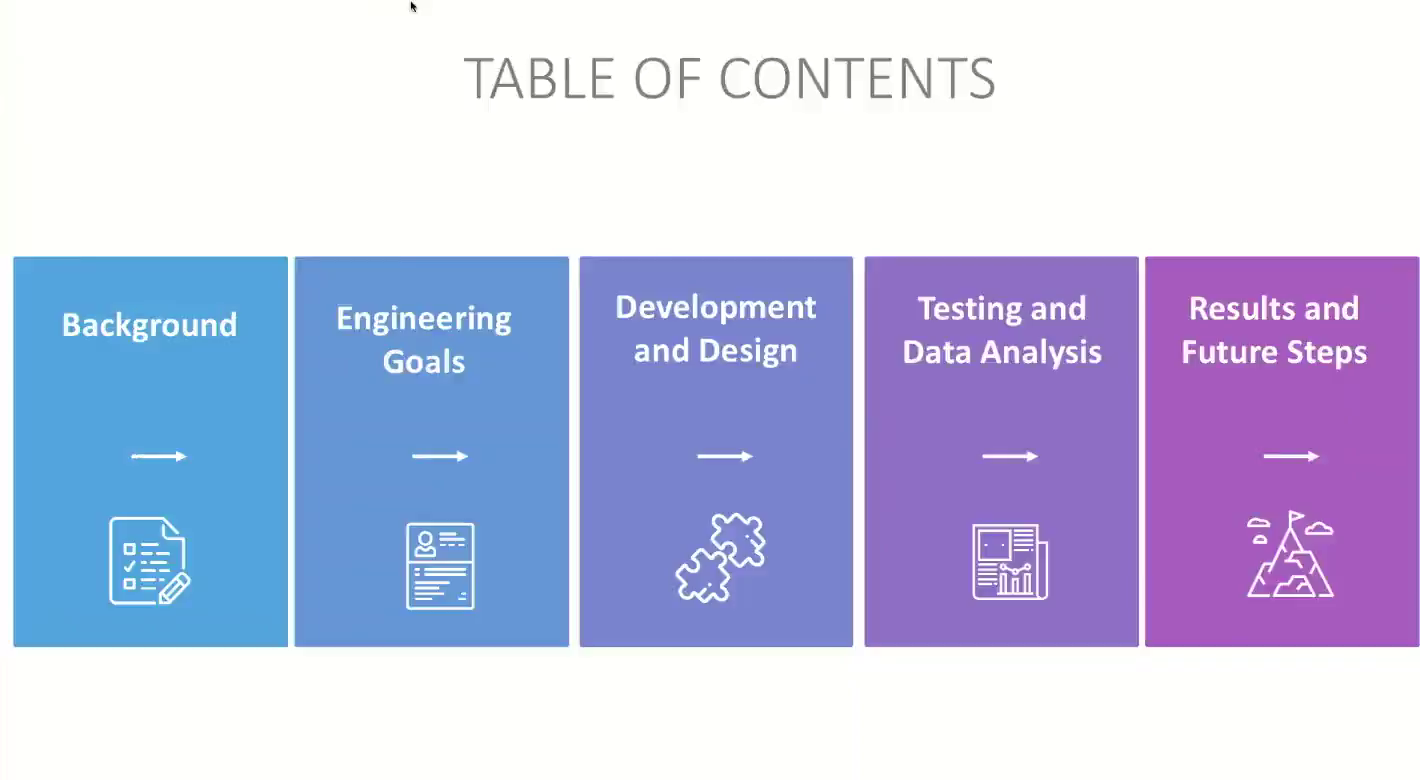 TABLE OF CONTENTS
Background
Engineering
Goals
Development
and Design
Testing and
Data Analysis
Results and
Future Steps